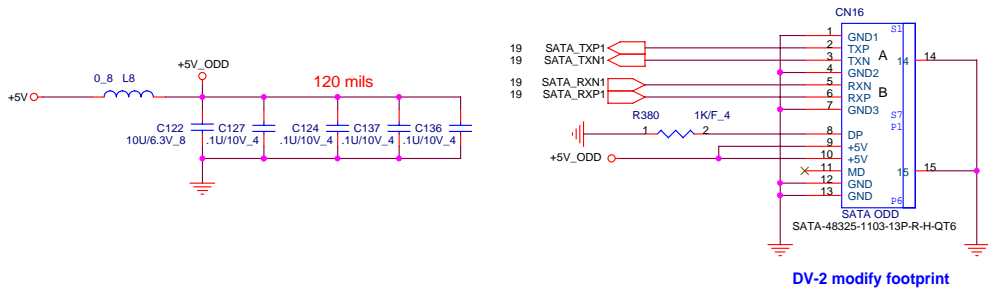 +5V
0_8 L8
+5V_ODD
120 mils
C122
10U/6.3V_8
C127
.1U/10V_4
C124
.1U/10V_4
C137
.1U/10V_4
C136
.1U/10V_4
CN16
19 SATA_TXP1
19 SATA_TXN1
19 SATA_RXN1
19 SATA_RXP1
R380 1K/F_4
1 2
+5V_ODD
S1
1 GND1
2 TXP
3 TXN A 14 14
4 GND2
5 RXN B
6 RXP
7 GND3
S7
P1
8 DP
9 +5V
10 +5V
11 MD 15 15
12 GND
13 GND
P6
SATA ODD
SATA-48325-1103-13P-R-H-QT6
DV-2 modify footprint